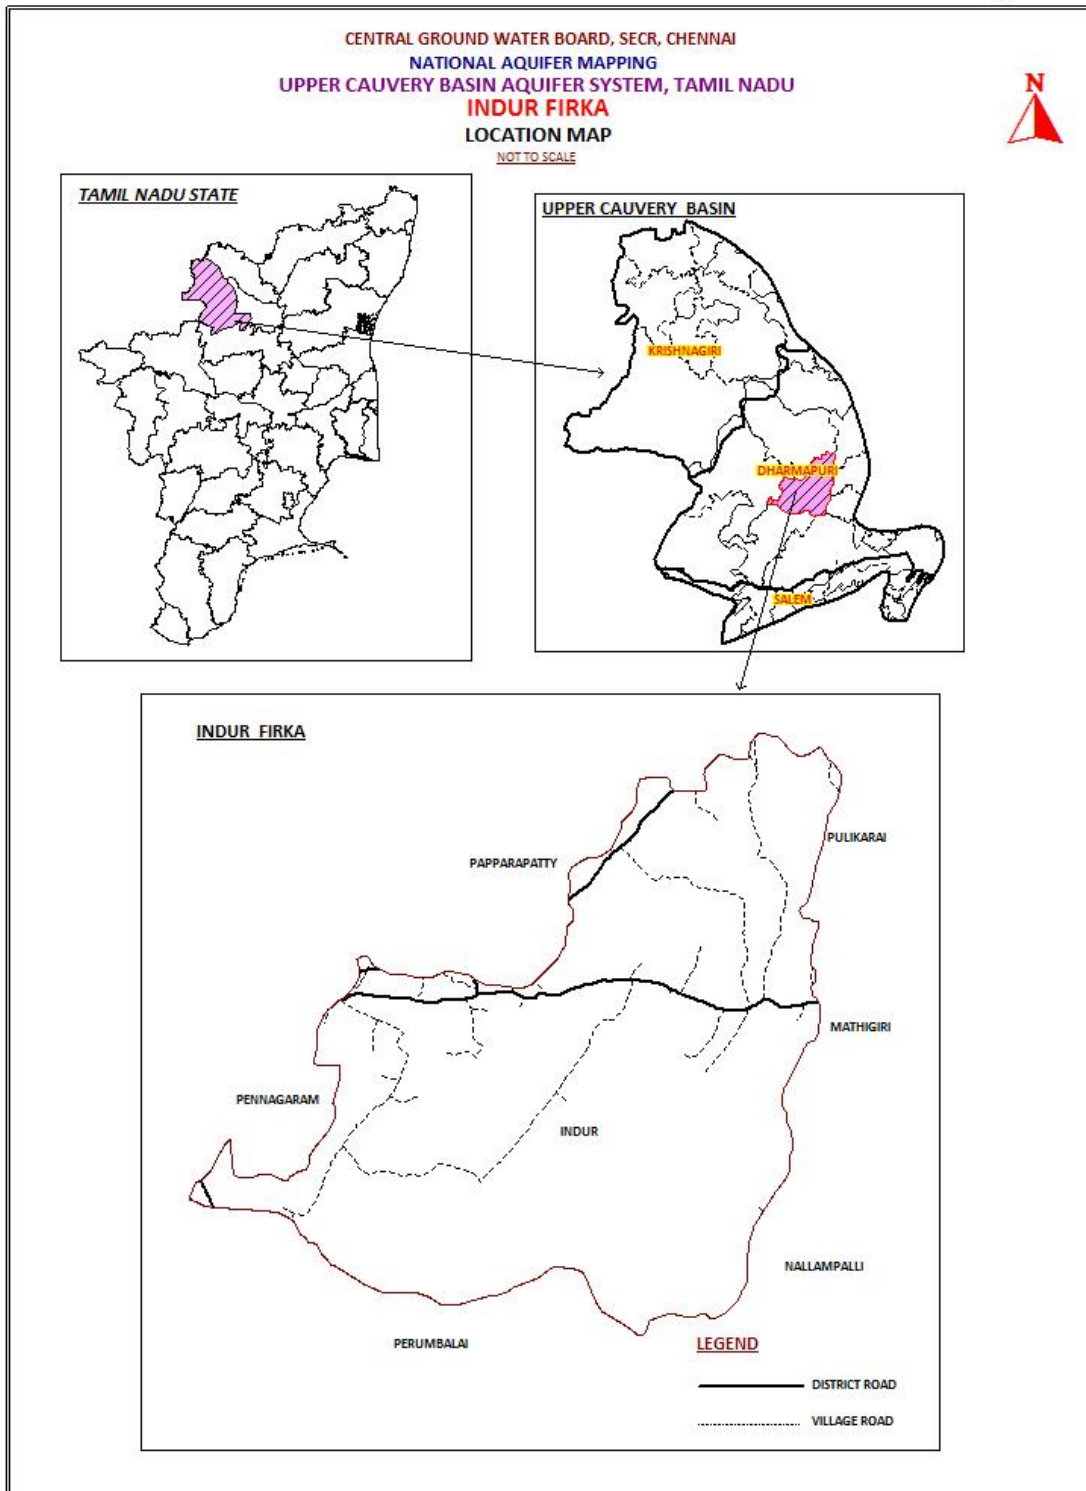 CENTRAL GROUND WATER BOARD, SECR, CHENNAI
NATIONAL AQUIFER MAPPING
UPPER CAUVERY BASIN AQUIFER SYSTEM, TAMIL NADU
INDUR FIRKA
LOCATION MAP
NOT TO SCALE
N
TAMIL NADU STATE
UPPER CAUVERY BASIN
KRISHNAGIRI
DHARMAPURI
SALEM
INDUR FIRKA
PULIKARAI
PAPPARAPATTY
MATHIGIRI
PENNAGARAM
INDUR
NALLAMPALLI
PERUMBALAI
LEGEND
DISTRICT ROAD
VILLAGE ROAD